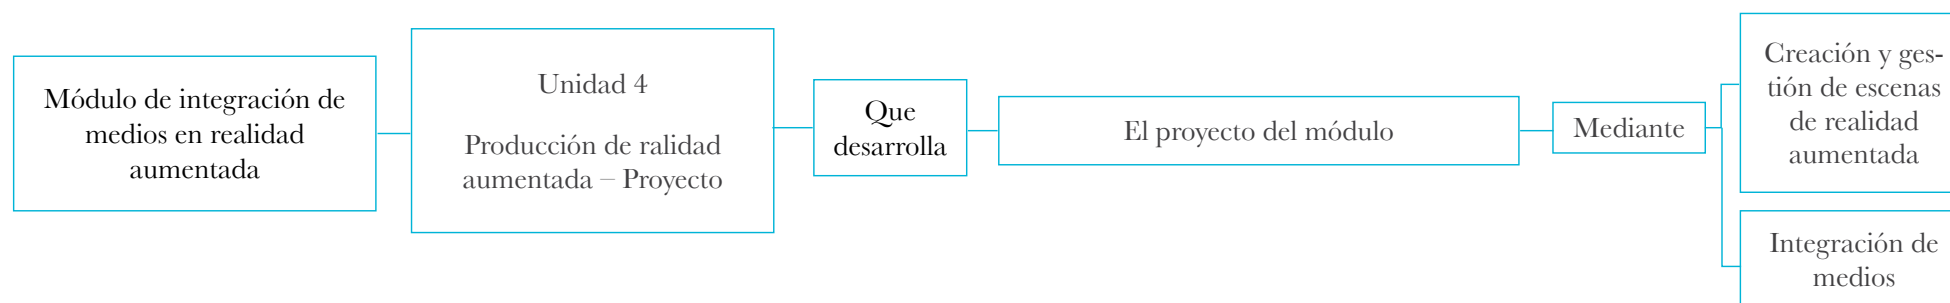 Módulo de integración de
medios en realidad
aumentada
Unidad 4
Producción de ralidad
aumentada – Proyecto
Que
desarrolla
El proyecto del módulo
Mediante
Creación y ges-
tión de escenas
de realidad
aumentada
Integración de
medios